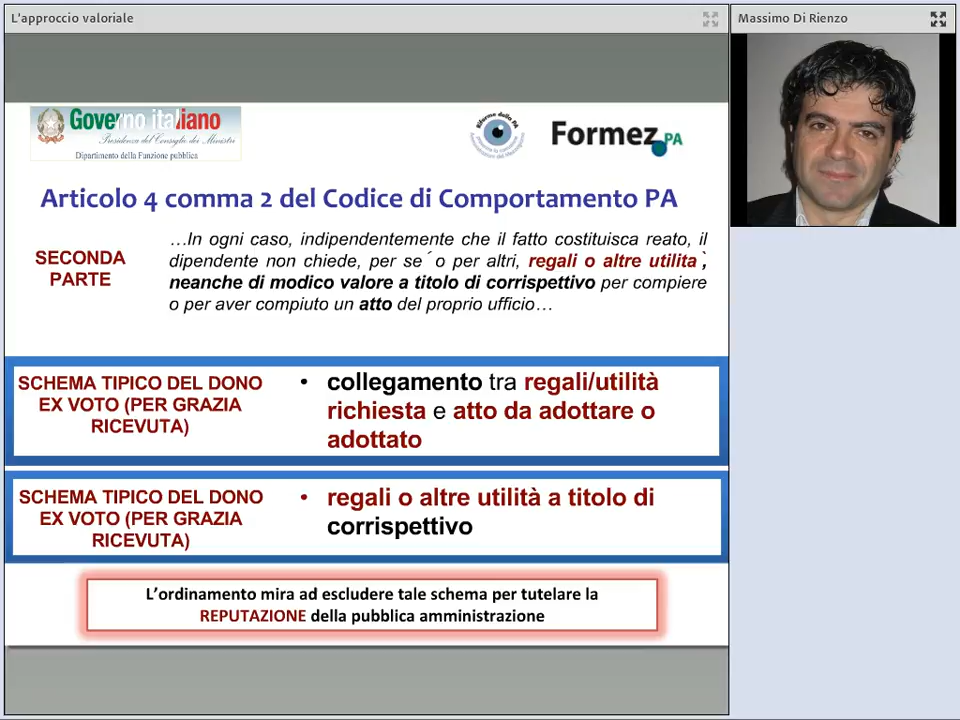 L'approccio valoriale
Massimo Di Rienzo
Governo italiano
Presidenza del Consiglio dei Ministri
Dipartimento della Funzione pubblica
Riforme della PA
Formez PA
Articolo 4 comma 2 del Codice di Comportamento PA
SECONDA
PARTE
…In ogni caso, indipendentemente che il fatto costituisca reato, il
dipendente non chiede, per se´ o per altri, regali o altre utilita`,
neanche di modico valore a titolo di corrispettivo per compiere
o per aver compiuto un atto del proprio ufficio…
SCHEMA TIPICO DEL DONO
EX VOTO (PER GRAZIA
RICEVUTA)
• collegamento tra regali/utilità
richiesta e atto da adottare o
adottato
SCHEMA TIPICO DEL DONO
EX VOTO (PER GRAZIA
RICEVUTA)
• regali o altre utilità a titolo di
corrispettivo
L'ordinamento mira ad escludere tale schema per tutelare la
REPUTAZIONE della pubblica amministrazione